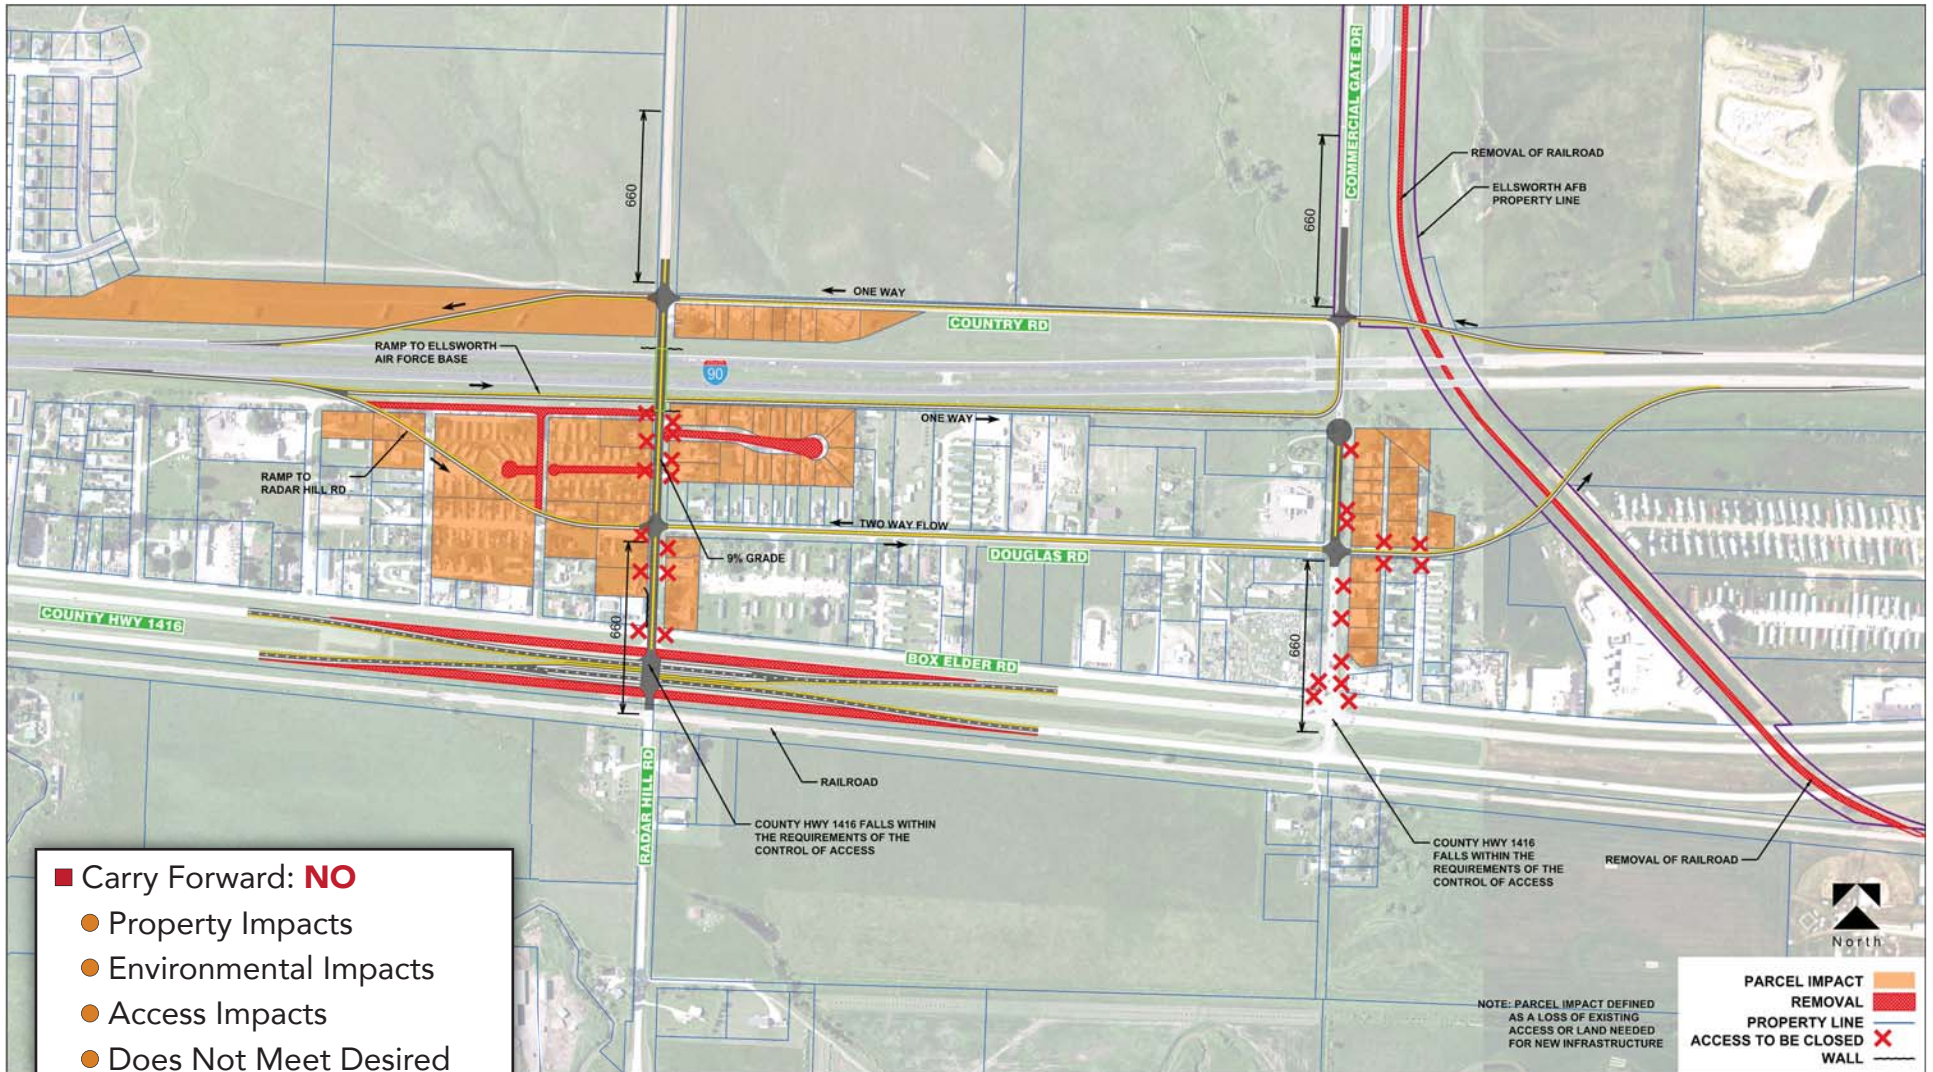 COMMERCIAL GATE DR
REMOVAL OF RAILROAD
ELLSWORTH AFB
PROPERTY LINE
660
660
ONE WAY
COUNTRY RD
RAMP TO ELLSWORTH
AIR FORCE BASE
90
ONE WAY
RAMP TO
RADAR HILL RD
TWO WAY FLOW
9% GRADE
DOUGLAS RD
COUNTY HWY 1416
660
660
BOX ELDER RD
RADAR HILL RD
RAILROAD
COUNTY HWY 1416 FALLS WITHIN
THE REQUIREMENTS OF THE
CONTROL OF ACCESS
COUNTY HWY 1416
FALLS WITHIN THE
REQUIREMENTS OF THE
CONTROL OF ACCESS
REMOVAL OF RAILROAD
Carry Forward: NO
Property Impacts
Environmental Impacts
Access Impacts
Does Not Meet Desired
North
NOTE: PARCEL IMPACT DEFINED
AS A LOSS OF EXISTING
ACCESS OR LAND NEEDED
FOR NEW INFRASTRUCTURE
PARCEL IMPACT
REMOVAL
PROPERTY LINE
ACCESS TO BE CLOSED
WALL